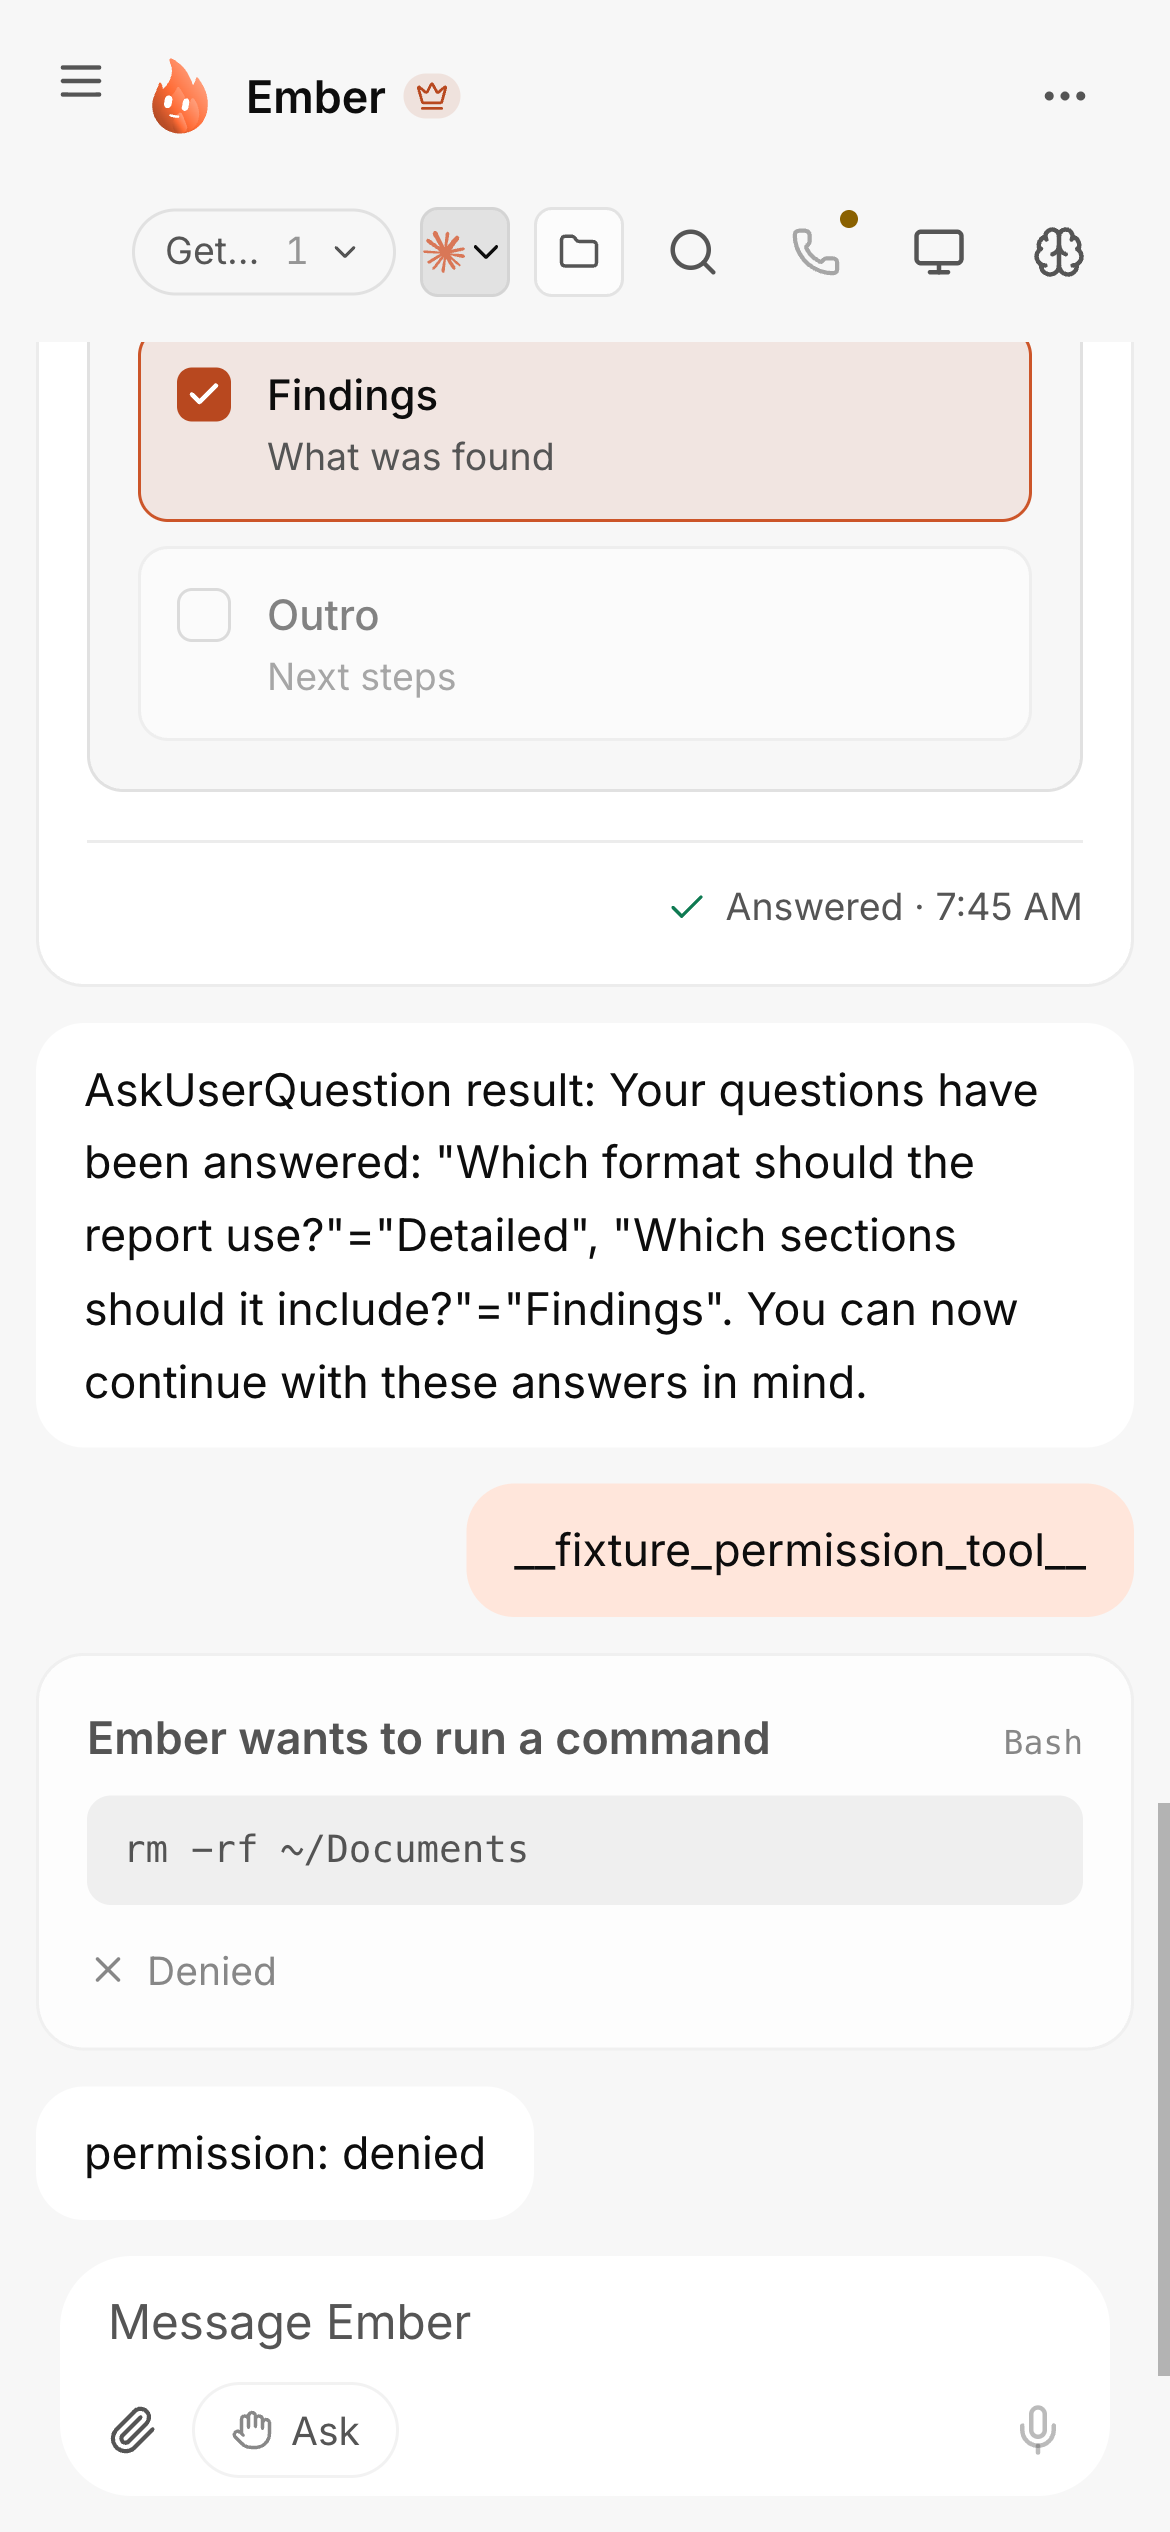 Ember
Get... 1
Findings
What was found
Outro
Next steps
Answered · 7:45 AM
AskUserQuestion result: Your questions have
been answered: "Which format should the
report use?"="Detailed", "Which sections
should it include?"="Findings". You can now
continue with these answers in mind.
__fixture_permission_tool__
Ember wants to run a command Bash
rm -rf ~/Documents
Denied
permission: denied
Message Ember
Ask